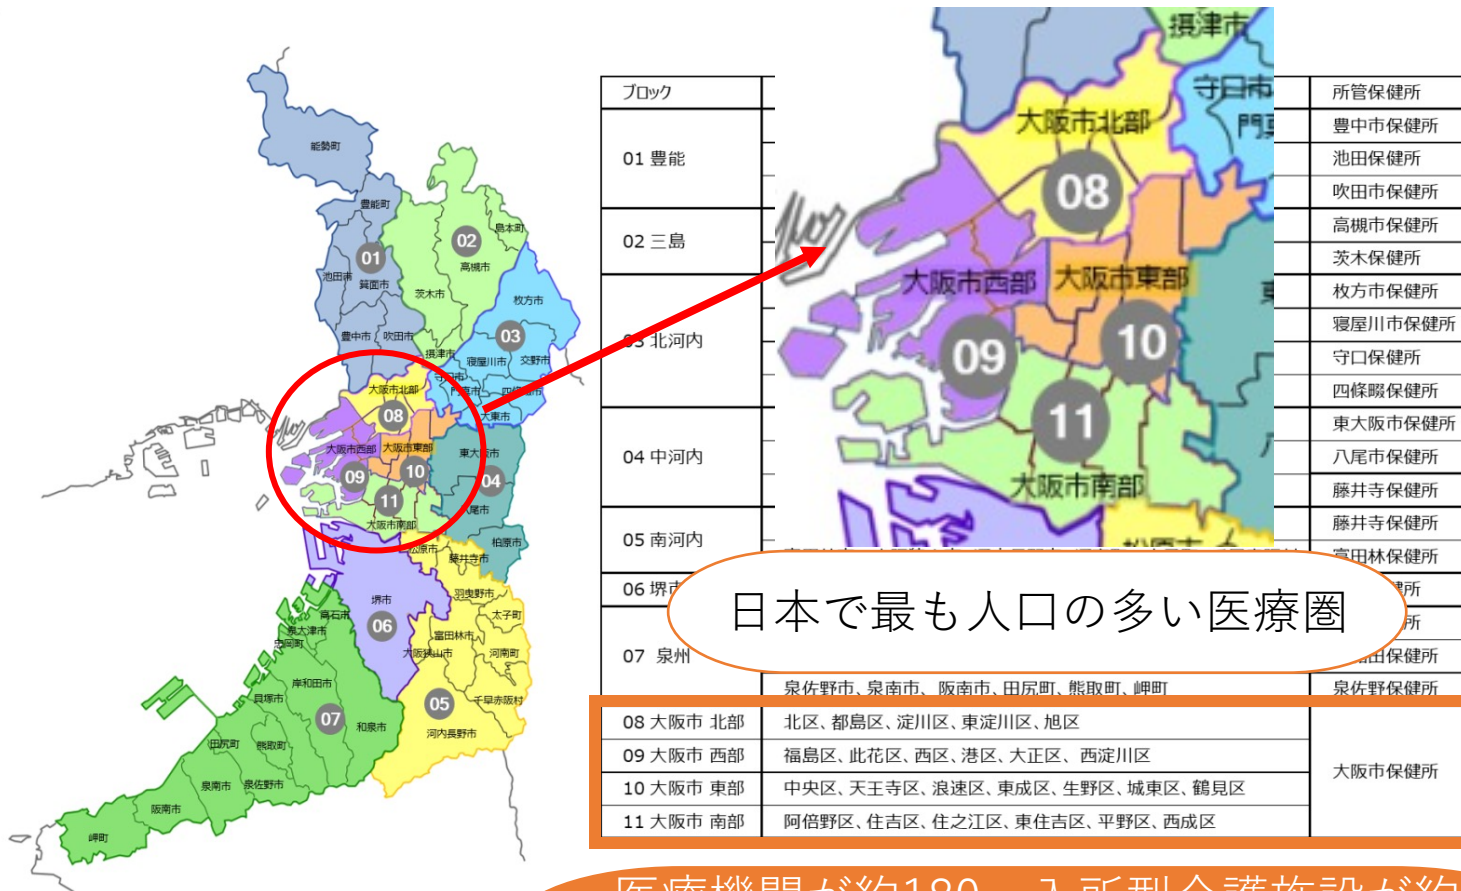 能勢町
豊能町
01
02
島本町
高槻市
池田市
箕面市
茨木市
枚方市
03
豊中市
吹田市
摂津市
寝屋川市
交野市
守口市
門真市
四條畷市
大東市
大阪市北部
08
大阪市西部
大阪市東部
東大阪市
09
10
04
11
八尾市
大阪市南部
柏原市
松原市
藤井寺市
堺市
羽曳野市
高石市
太子町
06
泉大津市
忠岡町
富田林市
大阪狭山市
河南町
岸和田市
貝塚市
05
千早赤阪村
07
和泉市
河内長野市
田尻町
熊取町
泉南市
泉佐野市
阪南市
岬町
摂津市
守口市
大阪市北部
08
大阪市西部
大阪市東部
09
10
11
大阪市南部
ブロック
所管保健所
01 豊能
豊中市保健所
池田保健所
吹田市保健所
02 三島
高槻市保健所
茨木保健所
北河内
枚方市保健所
寝屋川市保健所
守口保健所
四條畷保健所
04 中河内
東大阪市保健所
八尾市保健所
藤井寺保健所
05 南河内
藤井寺保健所
富田林保健所
06 堺市
日本で最も人口の多い医療圏
07 泉州
保健所
泉佐野市、泉南市、阪南市、田尻町、熊取町、岬町
泉佐野保健所
08 大阪市 北部 北区、都島区、淀川区、東淀川区、旭区
09 大阪市 西部 福島区、此花区、西区、港区、大正区、西淀川区
10 大阪市 東部 中央区、天王寺区、浪速区、東成区、生野区、城東区、鶴見区
11 大阪市 南部 阿倍野区、住吉区、住之江区、東住吉区、平野区、西成区
大阪市保健所
医療機関が約180、入所型介護施設が約